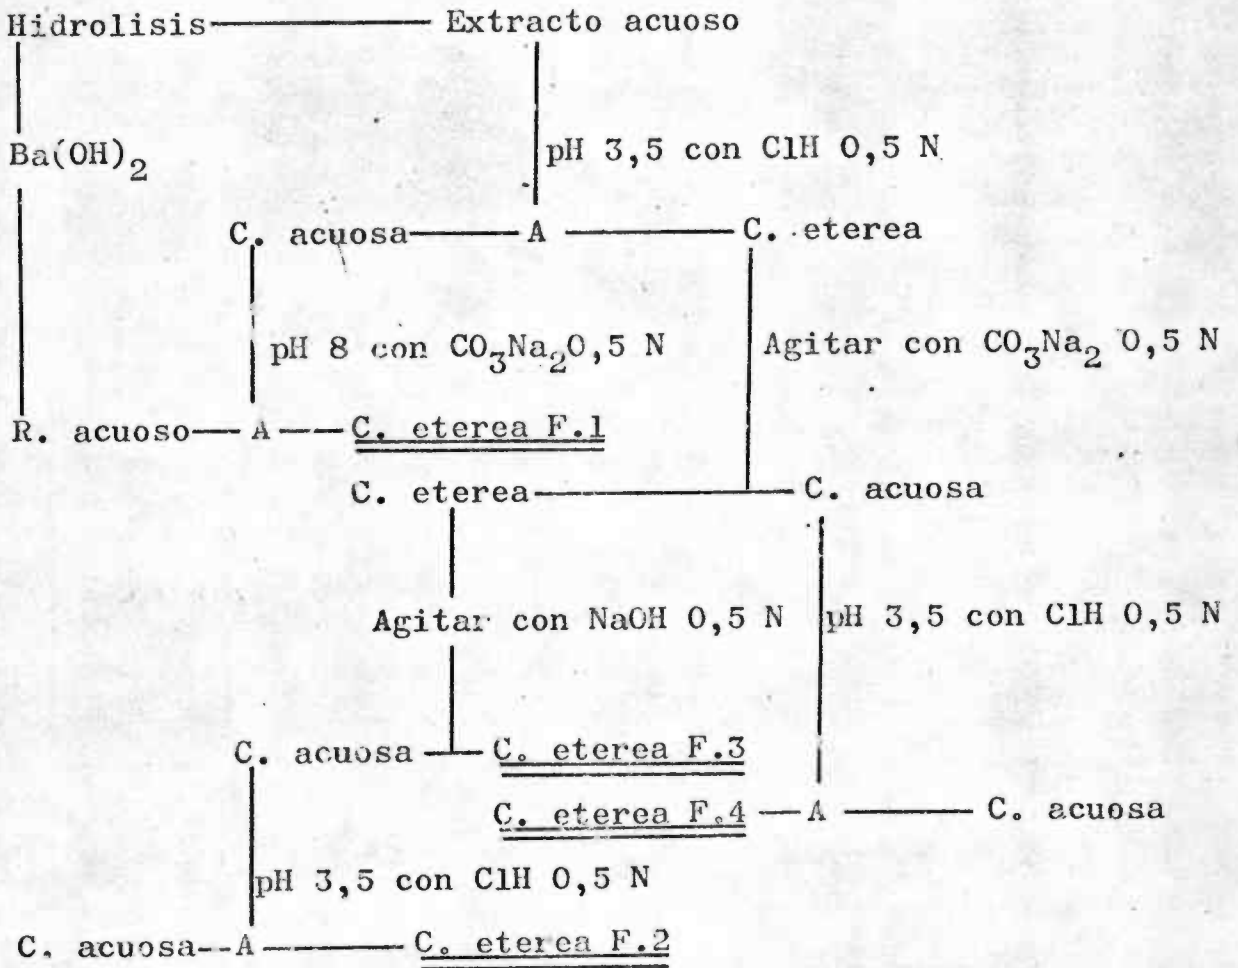 Hidrolisis Extracto acuoso
pH 3,5 con ClH 0,5 N
Ba(OH)2
C. acuosa A C. eterea
pH 8 con CO3Na2 0,5 N Agitar con CO3Na2 0,5 N
R. acuoso A C. eterea F.1
C. eterea C. acuosa
Agitar con NaOH 0,5 N pH 3,5 con ClH 0,5 N
C. acuosa C. eterea F.3
C. eterea F.4 A C. acuosa
pH 3,5 con ClH 0,5 N
C. acuosa A C. eterea F.2